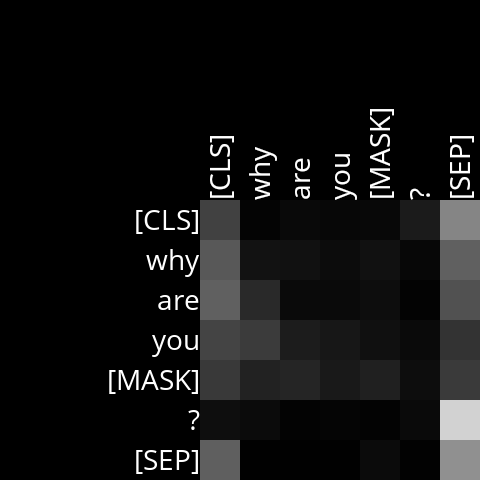 [CLS] why are you [MASK] ? [SEP]
[CLS]
why
are
you
[MASK]
?
[SEP]